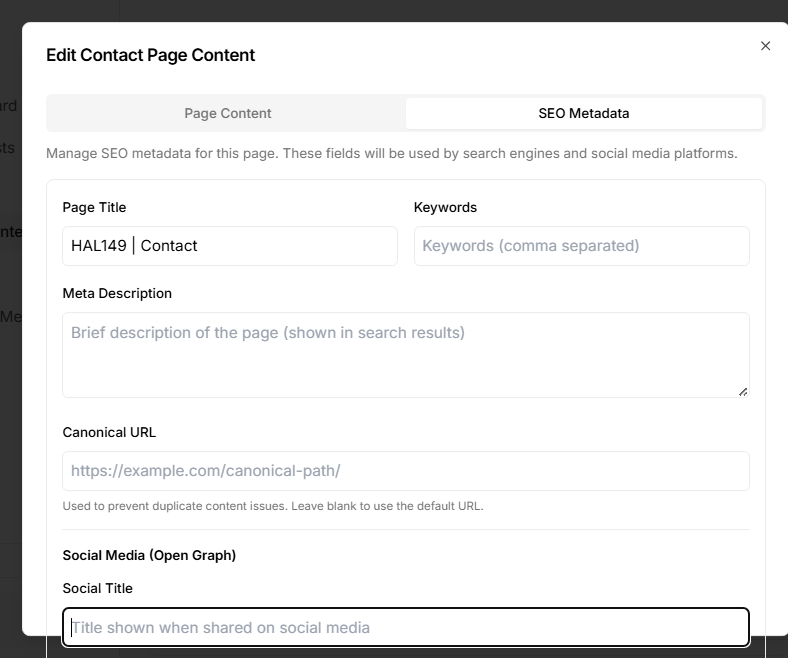 Edit Contact Page Content
Page Content
SEO Metadata
Manage SEO metadata for this page. These fields will be used by search engines and social media platforms.
Page Title
Keywords
HAL149 | Contact
Keywords (comma separated)
Meta Description
Brief description of the page (shown in search results)
Canonical URL
https://example.com/canonical-path/
Used to prevent duplicate content issues. Leave blank to use the default URL.
Social Media (Open Graph)
Social Title
Title shown when shared on social media